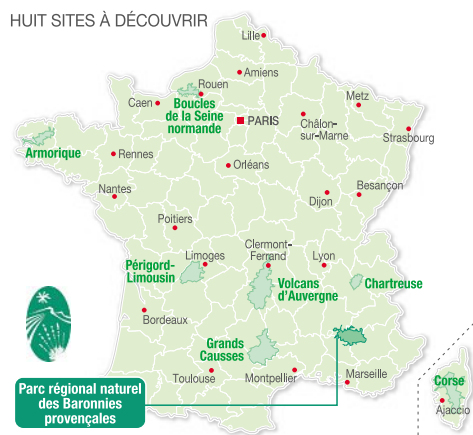 HUIT SITES À DÉCOUVRIR
Lille
Amiens
Rouen
Caen
Boucles
de la Seine
normande
PARIS
Metz
Châlon-
sur-Marne
Strasbourg
Armorique
Rennes
Orléans
Nantes
Besançon
Dijon
Poitiers
Limoges
Clermont-
Ferrand
Lyon
Périgord-
Limousin
Volcans
d'Auvergne
Chartreuse
Bordeaux
Grands
Causses
Toulouse
Montpellier
Marseille
Corse
Ajaccio
Parc régional naturel
des Baronnies
provençales